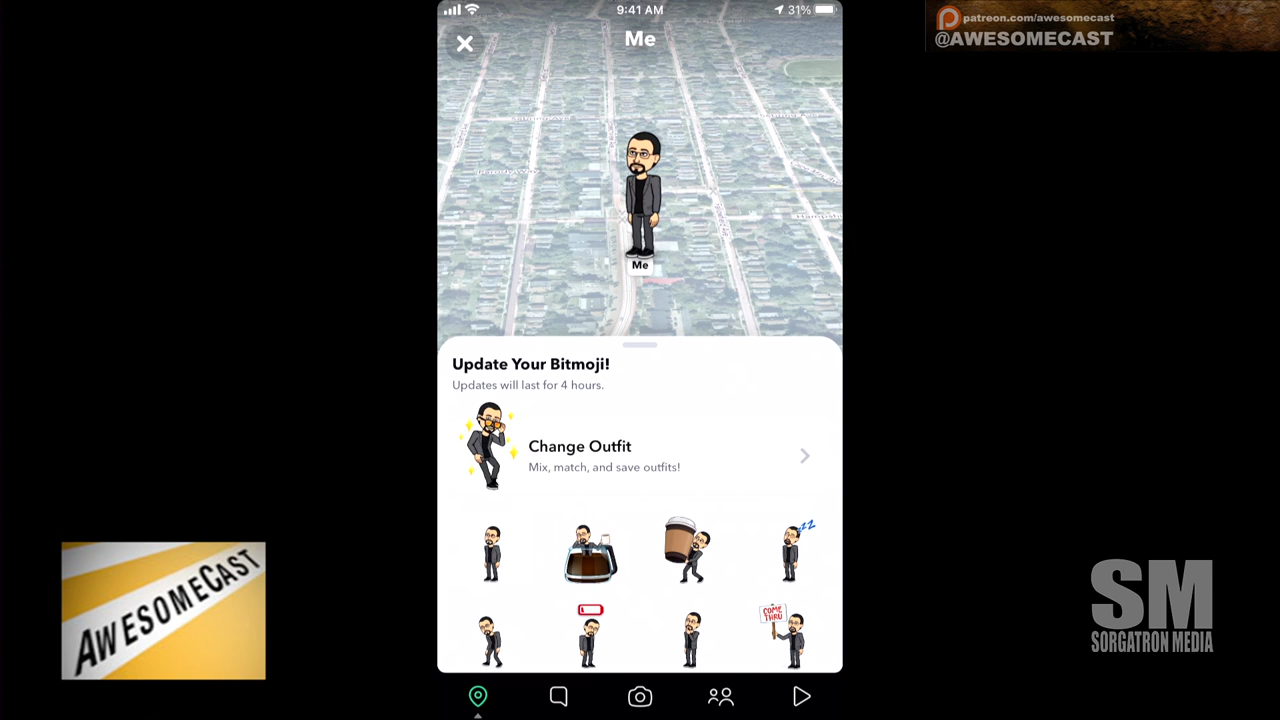 9:41 AM
31%
Me
patreon.com/awesomecast
@AWESOMECAST
Me
Update Your Bitmoji!
Updates will last for 4 hours.
Change Outfit
Mix, match, and save outfits!
ZZ
COME
THRU
AWESOMECAST
SM
SORGATRON MEDIA